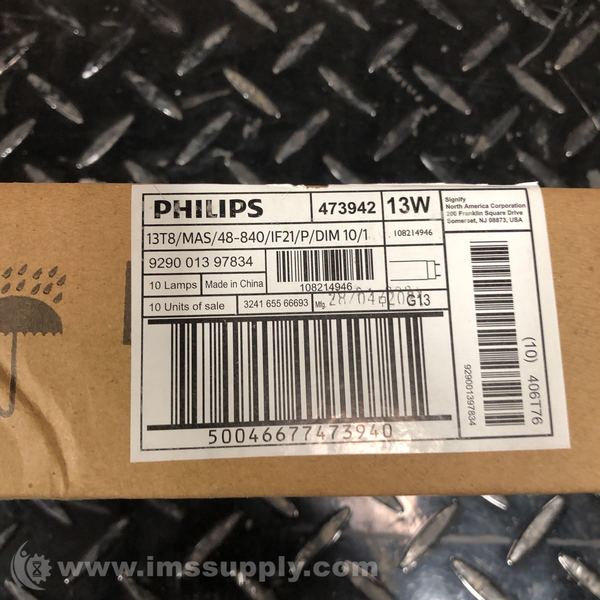 PHILIPS
473942
13W
Signify
North America Corporation
200 Franklin Square Drive
Somerset, NJ 08873, USA
13T8/MAS/48-840/IF21/P/DIM 10/1
108214946
9290 013 97834
10 Lamps
Made in China
108214946
10 Units of sale
3241 655 66693
Mfg.
G13
50046677473940
929001397834
(10) 406T76
www.imssupply.com